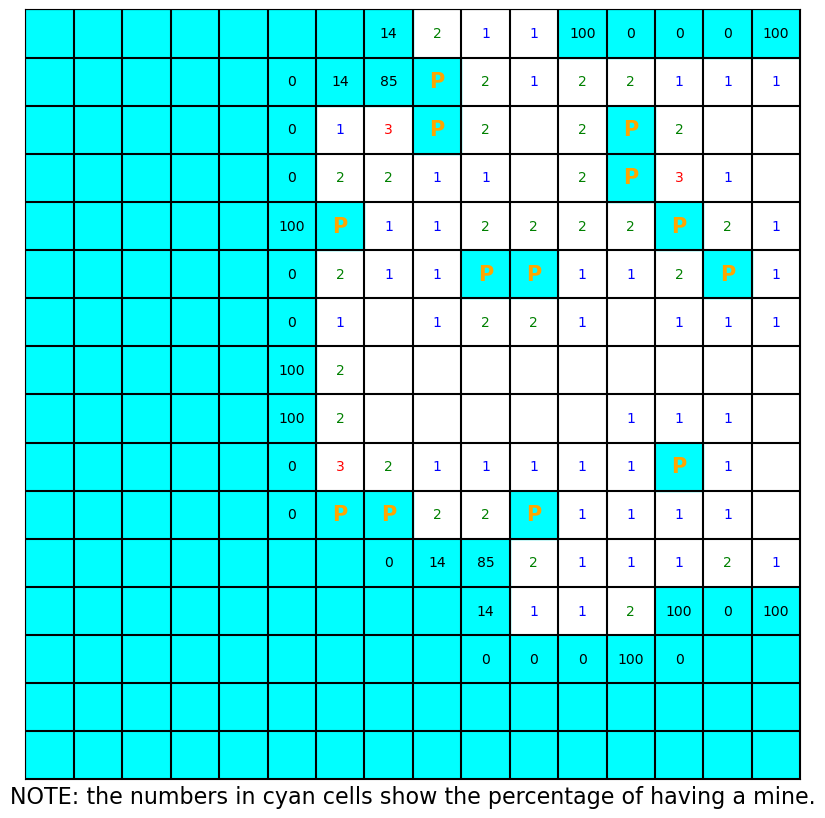 14 2 1 1 100 0 0 0 100
0 14 85 P 2 1 2 2 1 1 1
0 1 3 P 2 2 P 2
0 2 2 1 1 2 P 3 1
100 P 1 1 2 2 2 2 P 2 1
0 2 1 1 P P 1 1 2 P 1
0 1 1 2 2 1 1 1 1
100 2
100 2 1 1 1
0 3 2 1 1 1 1 1 P 1
0 P P 2 2 P 1 1 1 1
0 14 85 2 1 1 1 2 1
14 1 1 2 100 0 100
0 0 0 100 0
NOTE: the numbers in cyan cells show the percentage of having a mine.